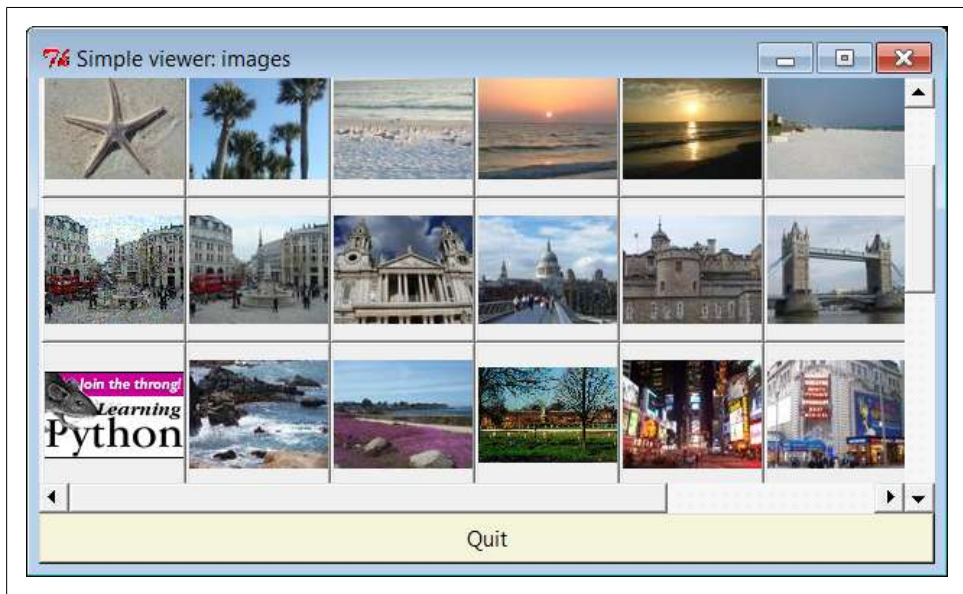 Simple viewer: images
Join the throng!
Learning
Python
Quit